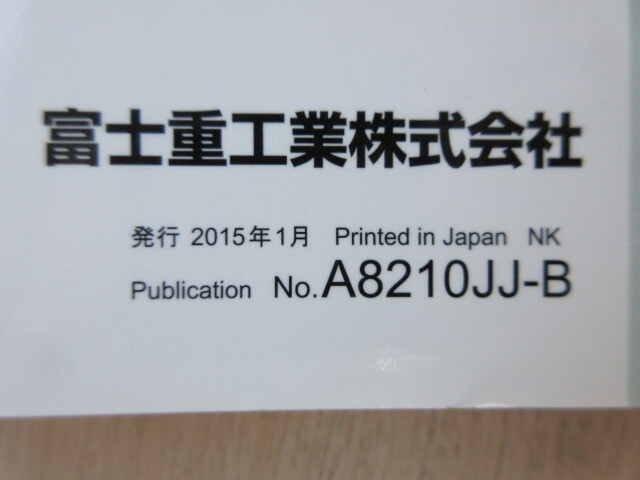 富士重工業株式会社
発行 2015年1月 Printed in Japan NK
Publication No.A8210JJ-B